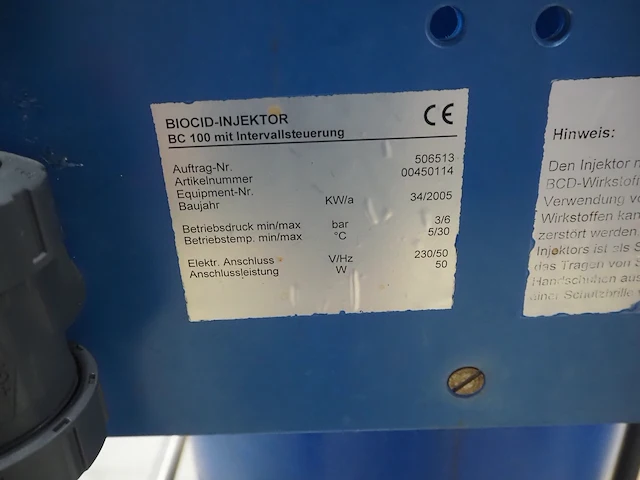 BIOCID-INJEKTOR CE
BC 100 mit Intervallsteuerung
Auftrag-Nr. 506513
Artikelnummer 00450114
Equipment-Nr.
Baujahr KW/a 34/2005
Betriebsdruck min/max bar 3/6
Betriebstemp. min/max °C 5/30
Elektr. Anschluss V/Hz 230/50
Anschlussleistung W 50
Hinweis:
Den Injektor
BCD-Wirkstoff
Verwendung
Wirkstoffen
zerstört werden
Injektors ist als
das Tragen von
Handschuhen
einer Schutzbrille